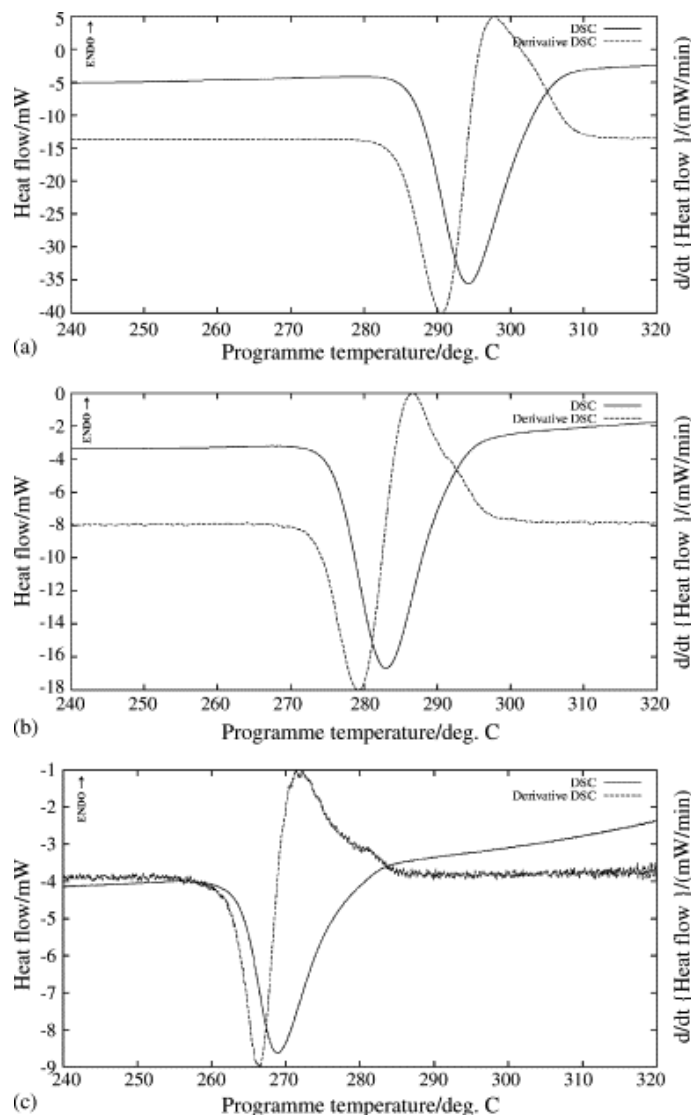 5
0
-5
-10
-15
-20
-25
-30
-35
-40
Heat flow/mW
ENDO →
DSC
Derivative DSC
d/dt {Heat flow }/(mW/min)
240 250 260 270 280 290 300 310 320
(a) Programme temperature/deg. C
0
-2
-4
-6
-8
-10
-12
-14
-16
-18
Heat flow/mW
ENDO →
DSC
Derivative DSC
d/dt {Heat flow }/(mW/min)
240 250 260 270 280 290 300 310 320
(b) Programme temperature/deg. C
-1
-2
-3
-4
-5
-6
-7
-8
-9
Heat flow/mW
ENDO →
DSC
Derivative DSC
d/dt {Heat flow }/(mW/min)
240 250 260 270 280 290 300 310 320
(c) Programme temperature/deg. C